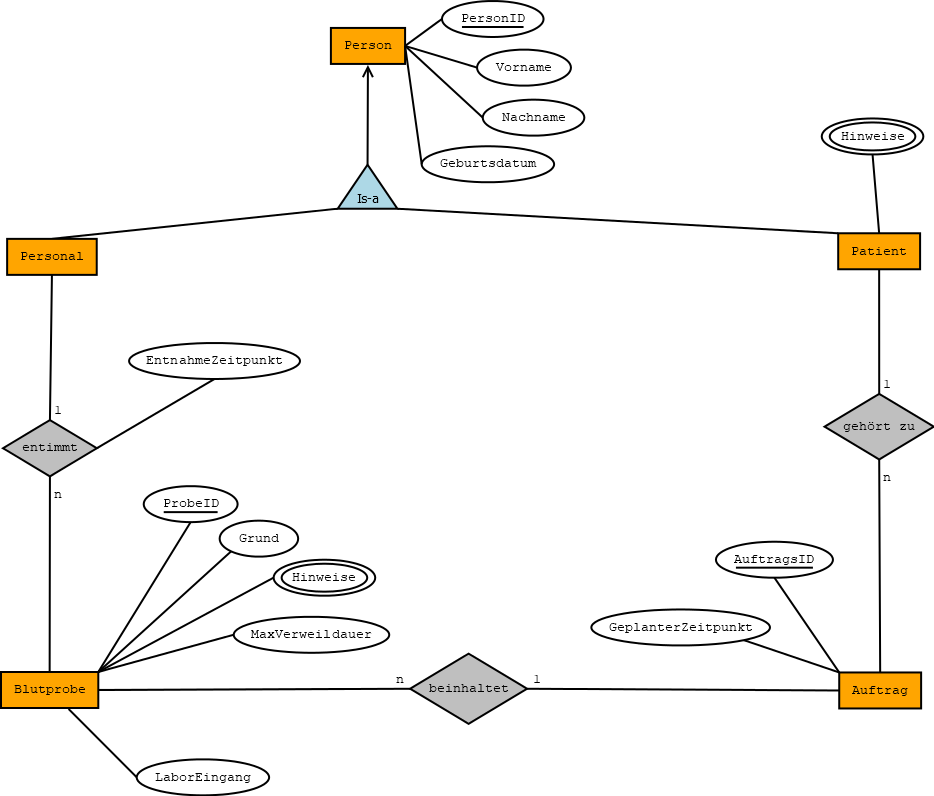 PersonID
Person
Vorname
Nachname
Hinweise
Geburtsdatum
Is-a
Personal
Patient
EntnahmeZeitpunkt
1
1
gehört zu
entimmt
n
n
ProbeID
Grund
AuftragsID
Hinweise
GeplanterZeitpunkt
MaxVerweildauer
n
1
Blutprobe
beinhaltet
Auftrag
LaborEingang